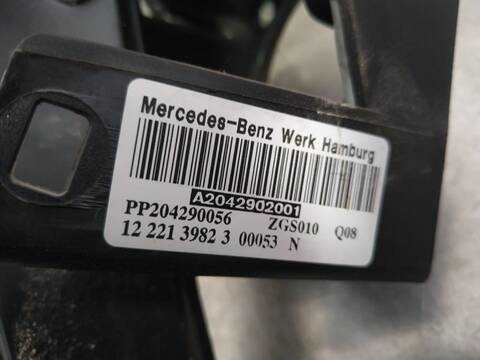 Mercedes-Benz Werk Hamburg
A2042902001
PP204290056 ZGS010 Q08
12 221 3982 3 00053 N